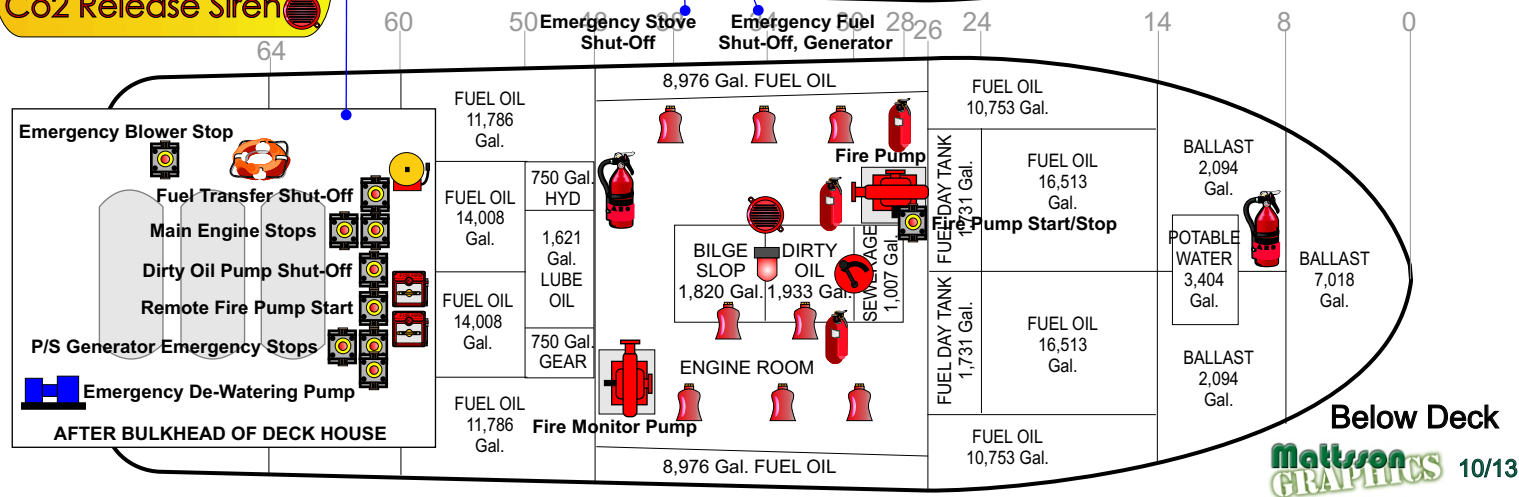 Co2 Release Siren
60
50
Emergency Stove
Shut-Off
Emergency Fuel
Shut-Off, Generator
28
26
24
14
8
0
64
8,976 Gal. FUEL OIL
FUEL OIL
11,786
Gal.
FUEL OIL
10,753 Gal.
Emergency Blower Stop
Fuel Transfer Shut-Off
Main Engine Stops
Dirty Oil Pump Shut-Off
Remote Fire Pump Start
P/S Generator Emergency Stops
Emergency De-Watering Pump
AFTER BULKHEAD OF DECK HOUSE
FUEL OIL
14,008
Gal.
FUEL OIL
14,008
Gal.
750 Gal.
HYD
1,621
Gal.
LUBE
OIL
750 Gal.
GEAR
FUEL OIL
11,786
Gal.
Fire Monitor Pump
Fire Pump
Fire Pump Start/Stop
BILGE
SLOP
1,820 Gal.
DIRTY
OIL
1,933 Gal.
SEWERAGE
1,007 Gal.
ENGINE ROOM
8,976 Gal. FUEL OIL
FUEL DAY TANK
1,731 Gal.
FUEL DAY TANK
1,731 Gal.
FUEL OIL
16,513
Gal.
FUEL OIL
16,513
Gal.
FUEL OIL
10,753 Gal.
BALLAST
2,094
Gal.
POTABLE
WATER
3,404
Gal.
BALLAST
7,018
Gal.
BALLAST
2,094
Gal.
Below Deck
Mattsson
GRAPHICS 10/13